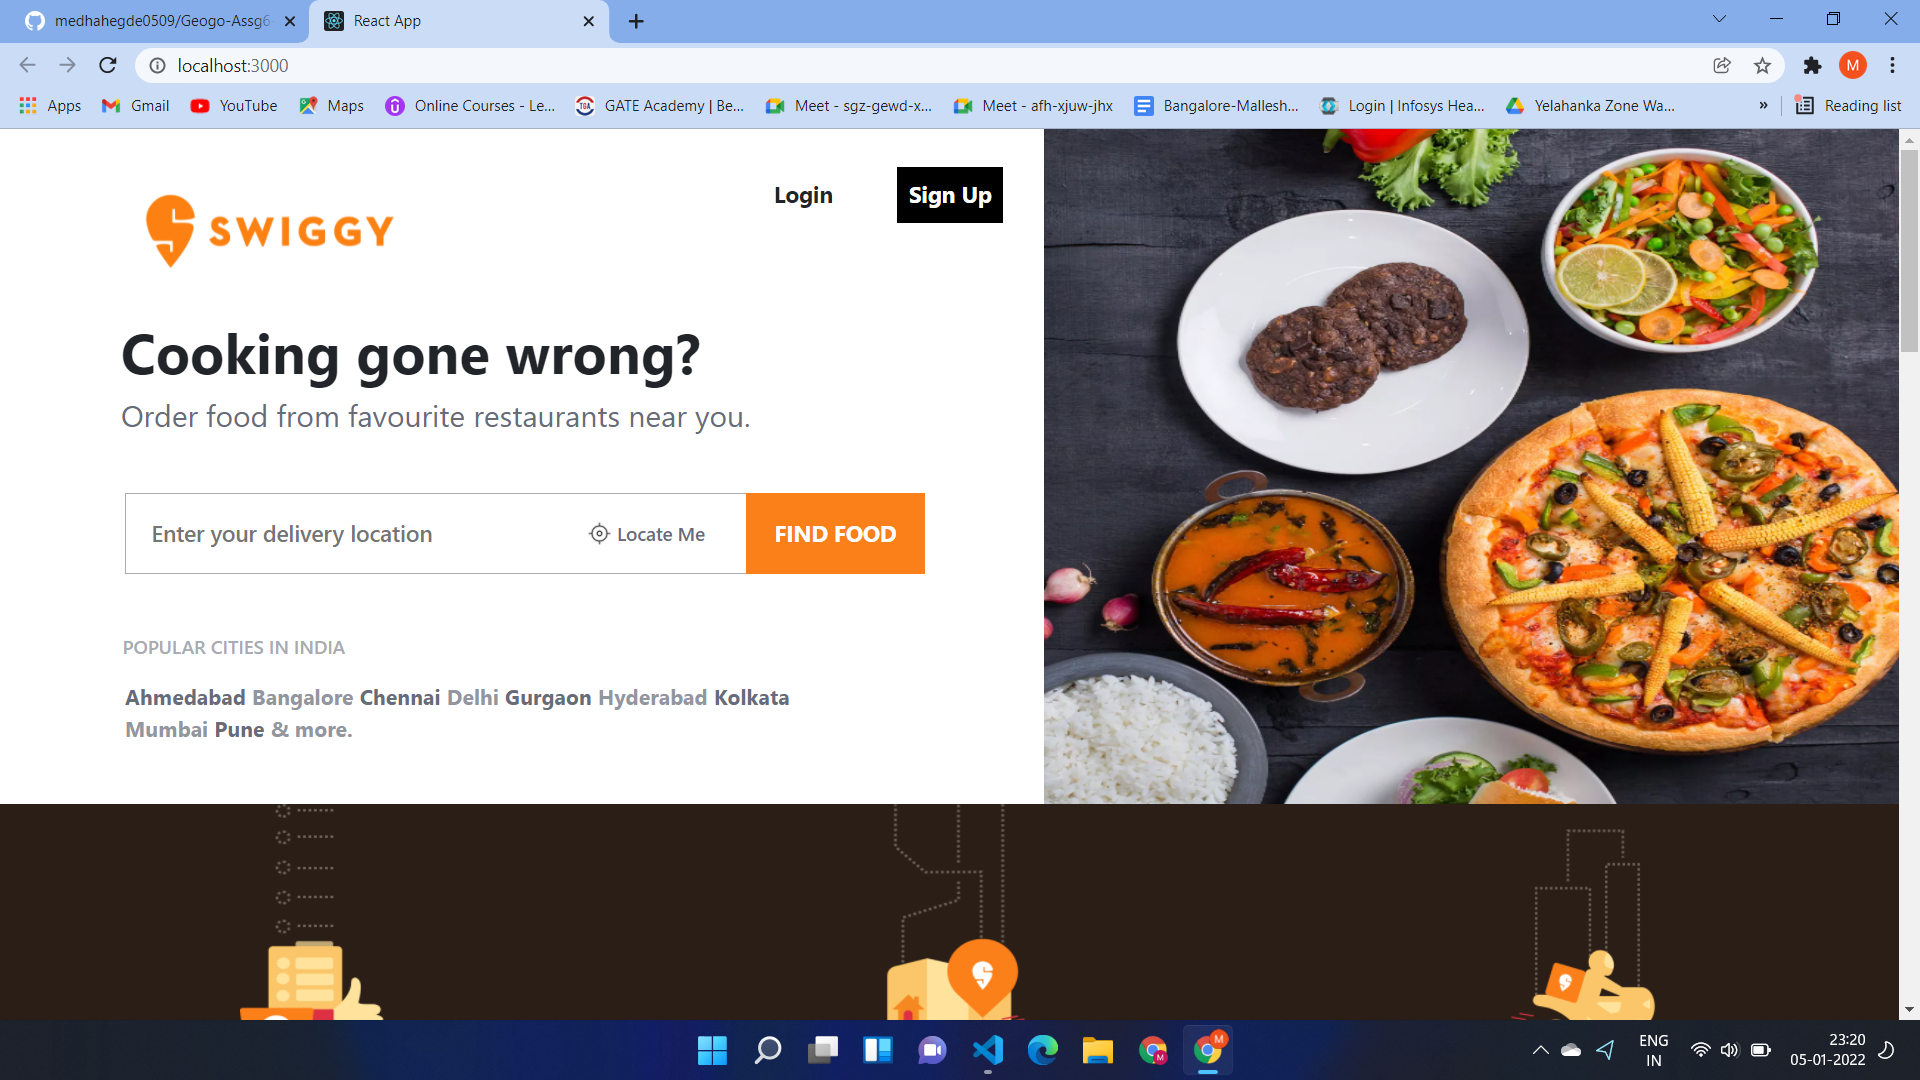 medhahegde0509/Geogo-Assg6-
React App
localhost:3000
M
Apps
Gmail
YouTube
Maps
Online Courses - Le...
TGA
GATE Academy | Be...
Meet - sgz-gewd-x...
Meet - afh-xjuw-jhx
Bangalore-Mallesh...
Login | Infosys Hea...
Yelahanka Zone Wa...
»
Reading list
Login
Sign Up
SWIGGY
Cooking gone wrong?
Order food from favourite restaurants near you.
Enter your delivery location
Locate Me
FIND FOOD
POPULAR CITIES IN INDIA
Ahmedabad Bangalore Chennai Delhi Gurgaon Hyderabad Kolkata
Mumbai Pune & more.
M
M
ENG
IN
23:20
05-01-2022